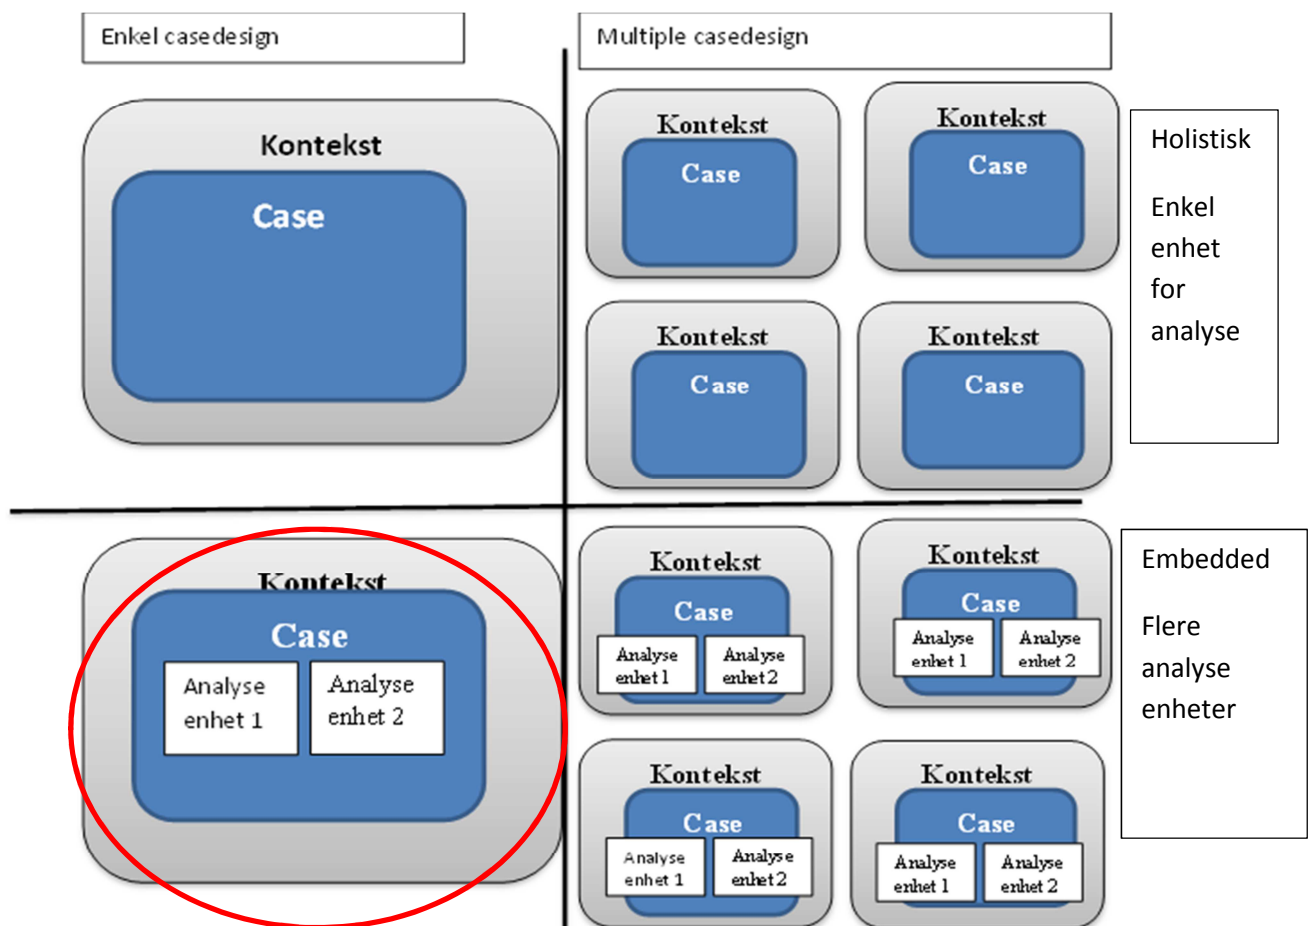 Enkel casedesign
Multiple casedesign
Kontekst
Case
Kontekst
Case
Kontekst
Case
Kontekst
Case
Kontekst
Case
Holistisk
Enkel
enhet
for
analyse
Kontekst
Case
Analyse
enhet 1
Analyse
enhet 2
Kontekst
Case
Analyse
enhet 1
Analyse
enhet 2
Kontekst
Case
Analyse
enhet 1
Analyse
enhet 2
Kontekst
Case
Analyse
enhet 1
Analyse
enhet 2
Kontekst
Case
Analyse
enhet 1
Analyse
enhet 2
Embedded
Flere
analyse
enheter